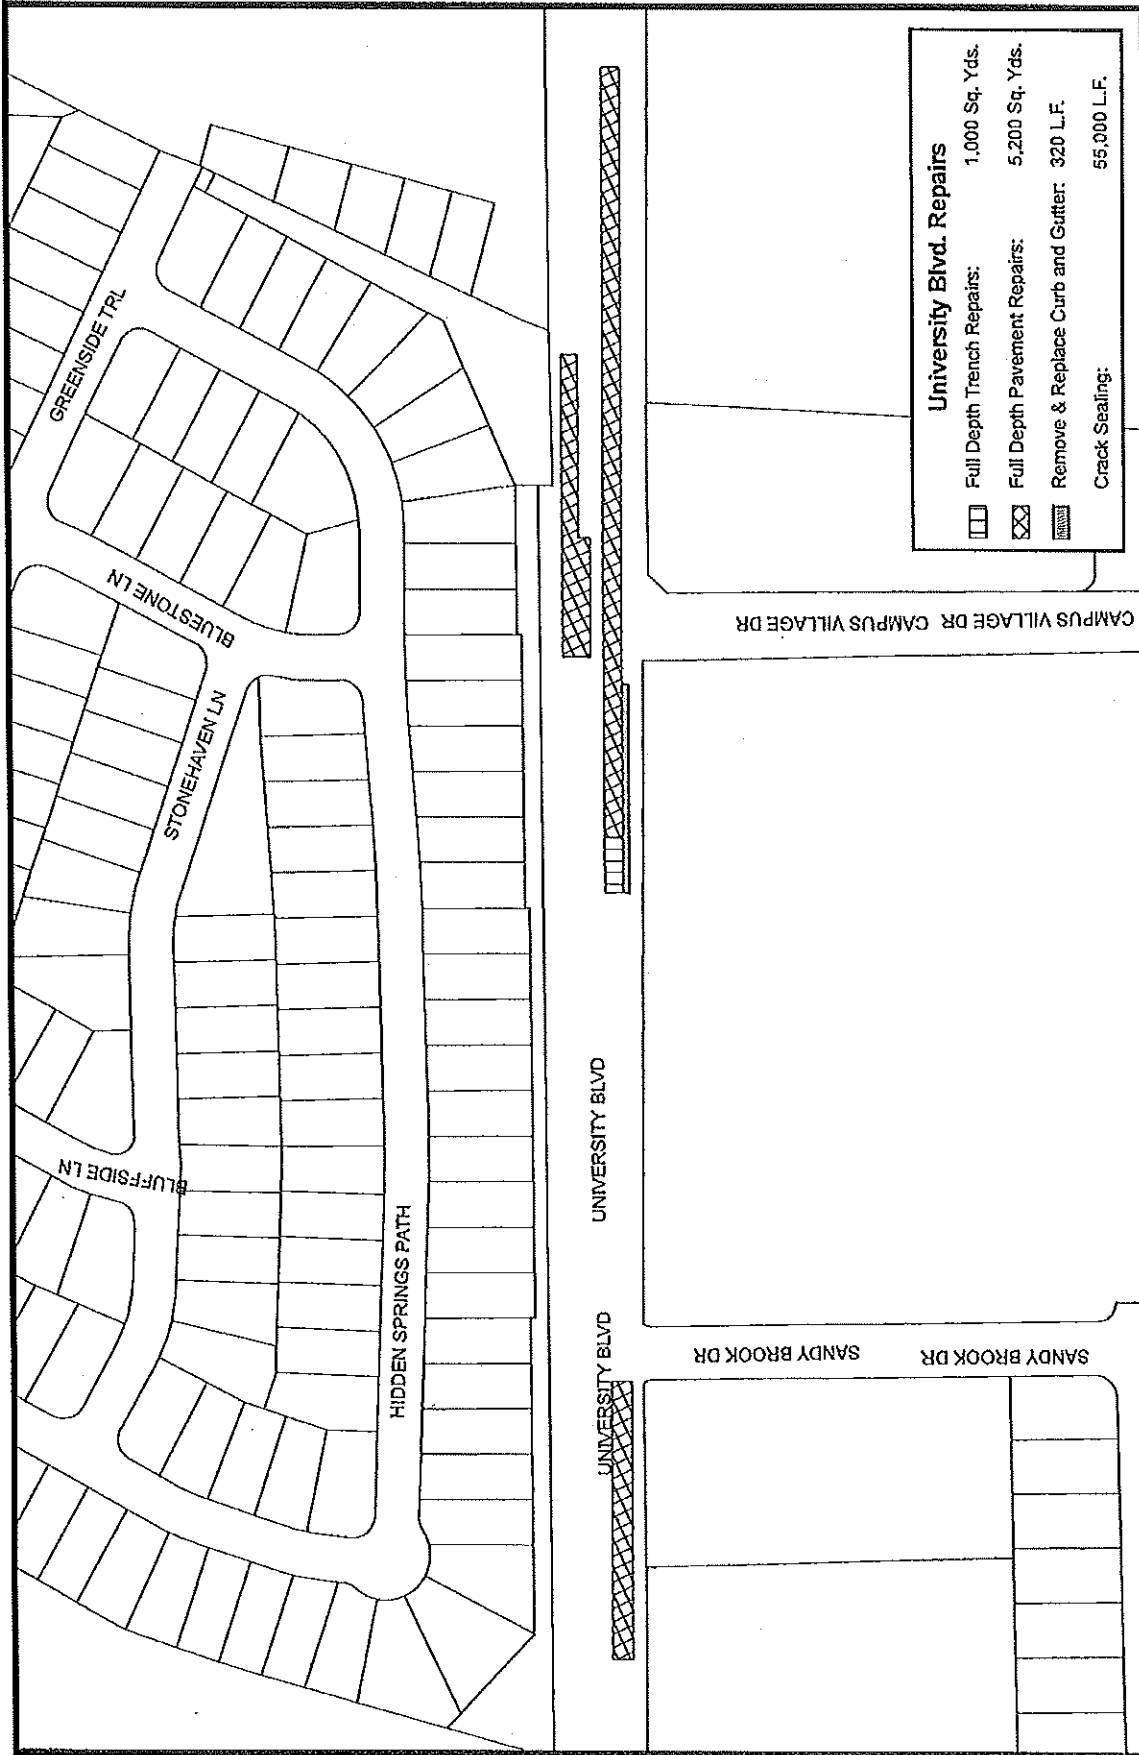 GREENSIDE TRL
BLUESTONE LN
STONEHAVEN LN
BLUFFSIDE LN
HIDDEN SPRINGS PATH
UNIVERSITY BLVD
UNIVERSITY BLVD
SANDY BROOK DR
SANDY BROOK DR
CAMPUS VILLAGE DR
CAMPUS VILLAGE DR
University Blvd. Repairs
Full Depth Trench Repairs: 1,000 Sq. Yds.
Full Depth Pavement Repairs: 5,200 Sq. Yds.
Remove & Replace Curb and Gutter: 320 L.F.
Crack Sealing: 55,000 L.F.